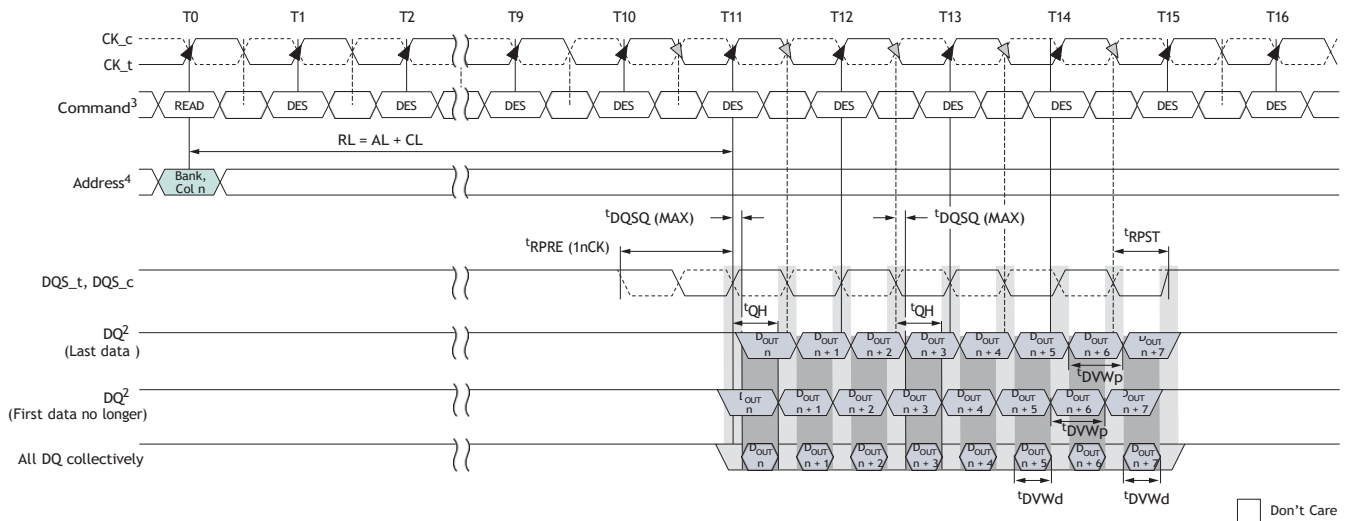 T0 T1 T2 T9 T10 T11 T12 T13 T14 T15 T16
CK_c
CK_t
Command3 READ DES DES DES DES DES DES DES DES DES DES
RL = AL + CL
Address4 Bank,
Col n
tDQSQ (MAX) tDQSQ (MAX)
tRPRE (1nCK) tRPST
DQS_t, DQS_c
tQH tQH
DQ2
(Last data )
DOUT DOUT DOUT DOUT DOUT DOUT DOUT DOUT
n n + 1 n + 2 n + 3 n + 4 n + 5 n + 6 n + 7
tDVWp
DQ2
(First data no longer)
DOUT DOUT DOUT DOUT DOUT DOUT DOUT DOUT
n n + 1 n + 2 n + 3 n + 4 n + 5 n + 6 n + 7
tDVWp
All DQ collectively
DOUT DOUT DOUT DOUT DOUT DOUT DOUT DOUT
n n + 1 n + 2 n + 3 n + 4 n + 5 n + 6 n + 7
tDVWd tDVWd
Don't Care